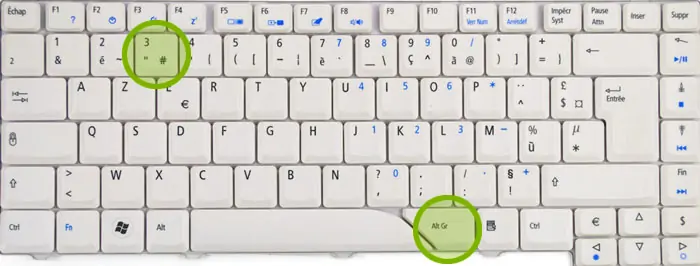 Échap F1 ? F2 F3 F4 z² F5 F6 F7 F8 F9 F10 F11 Verr Num F12 Arrêtdéf Impécr Syst Pause Attn Inser Suppr
2 1 & 2 é ~ 3 " # 4 ' { 5 ( [ 6 - | 7 7 è ` 8 8 _ \ 9 9 ç ^ 0 / à @ ° ) ] + = } ←
A Z E € R T Y U 4 I 5 O 6 P * ¨ ^ £ $ ¤ Entrée
Q S D F G H J 1 K 2 L 3 M - % ù µ *
> < W X C V B N ? , 0 . ; / : . § ! + Fin
Ctrl Fn Alt Alt Gr Ctrl € $